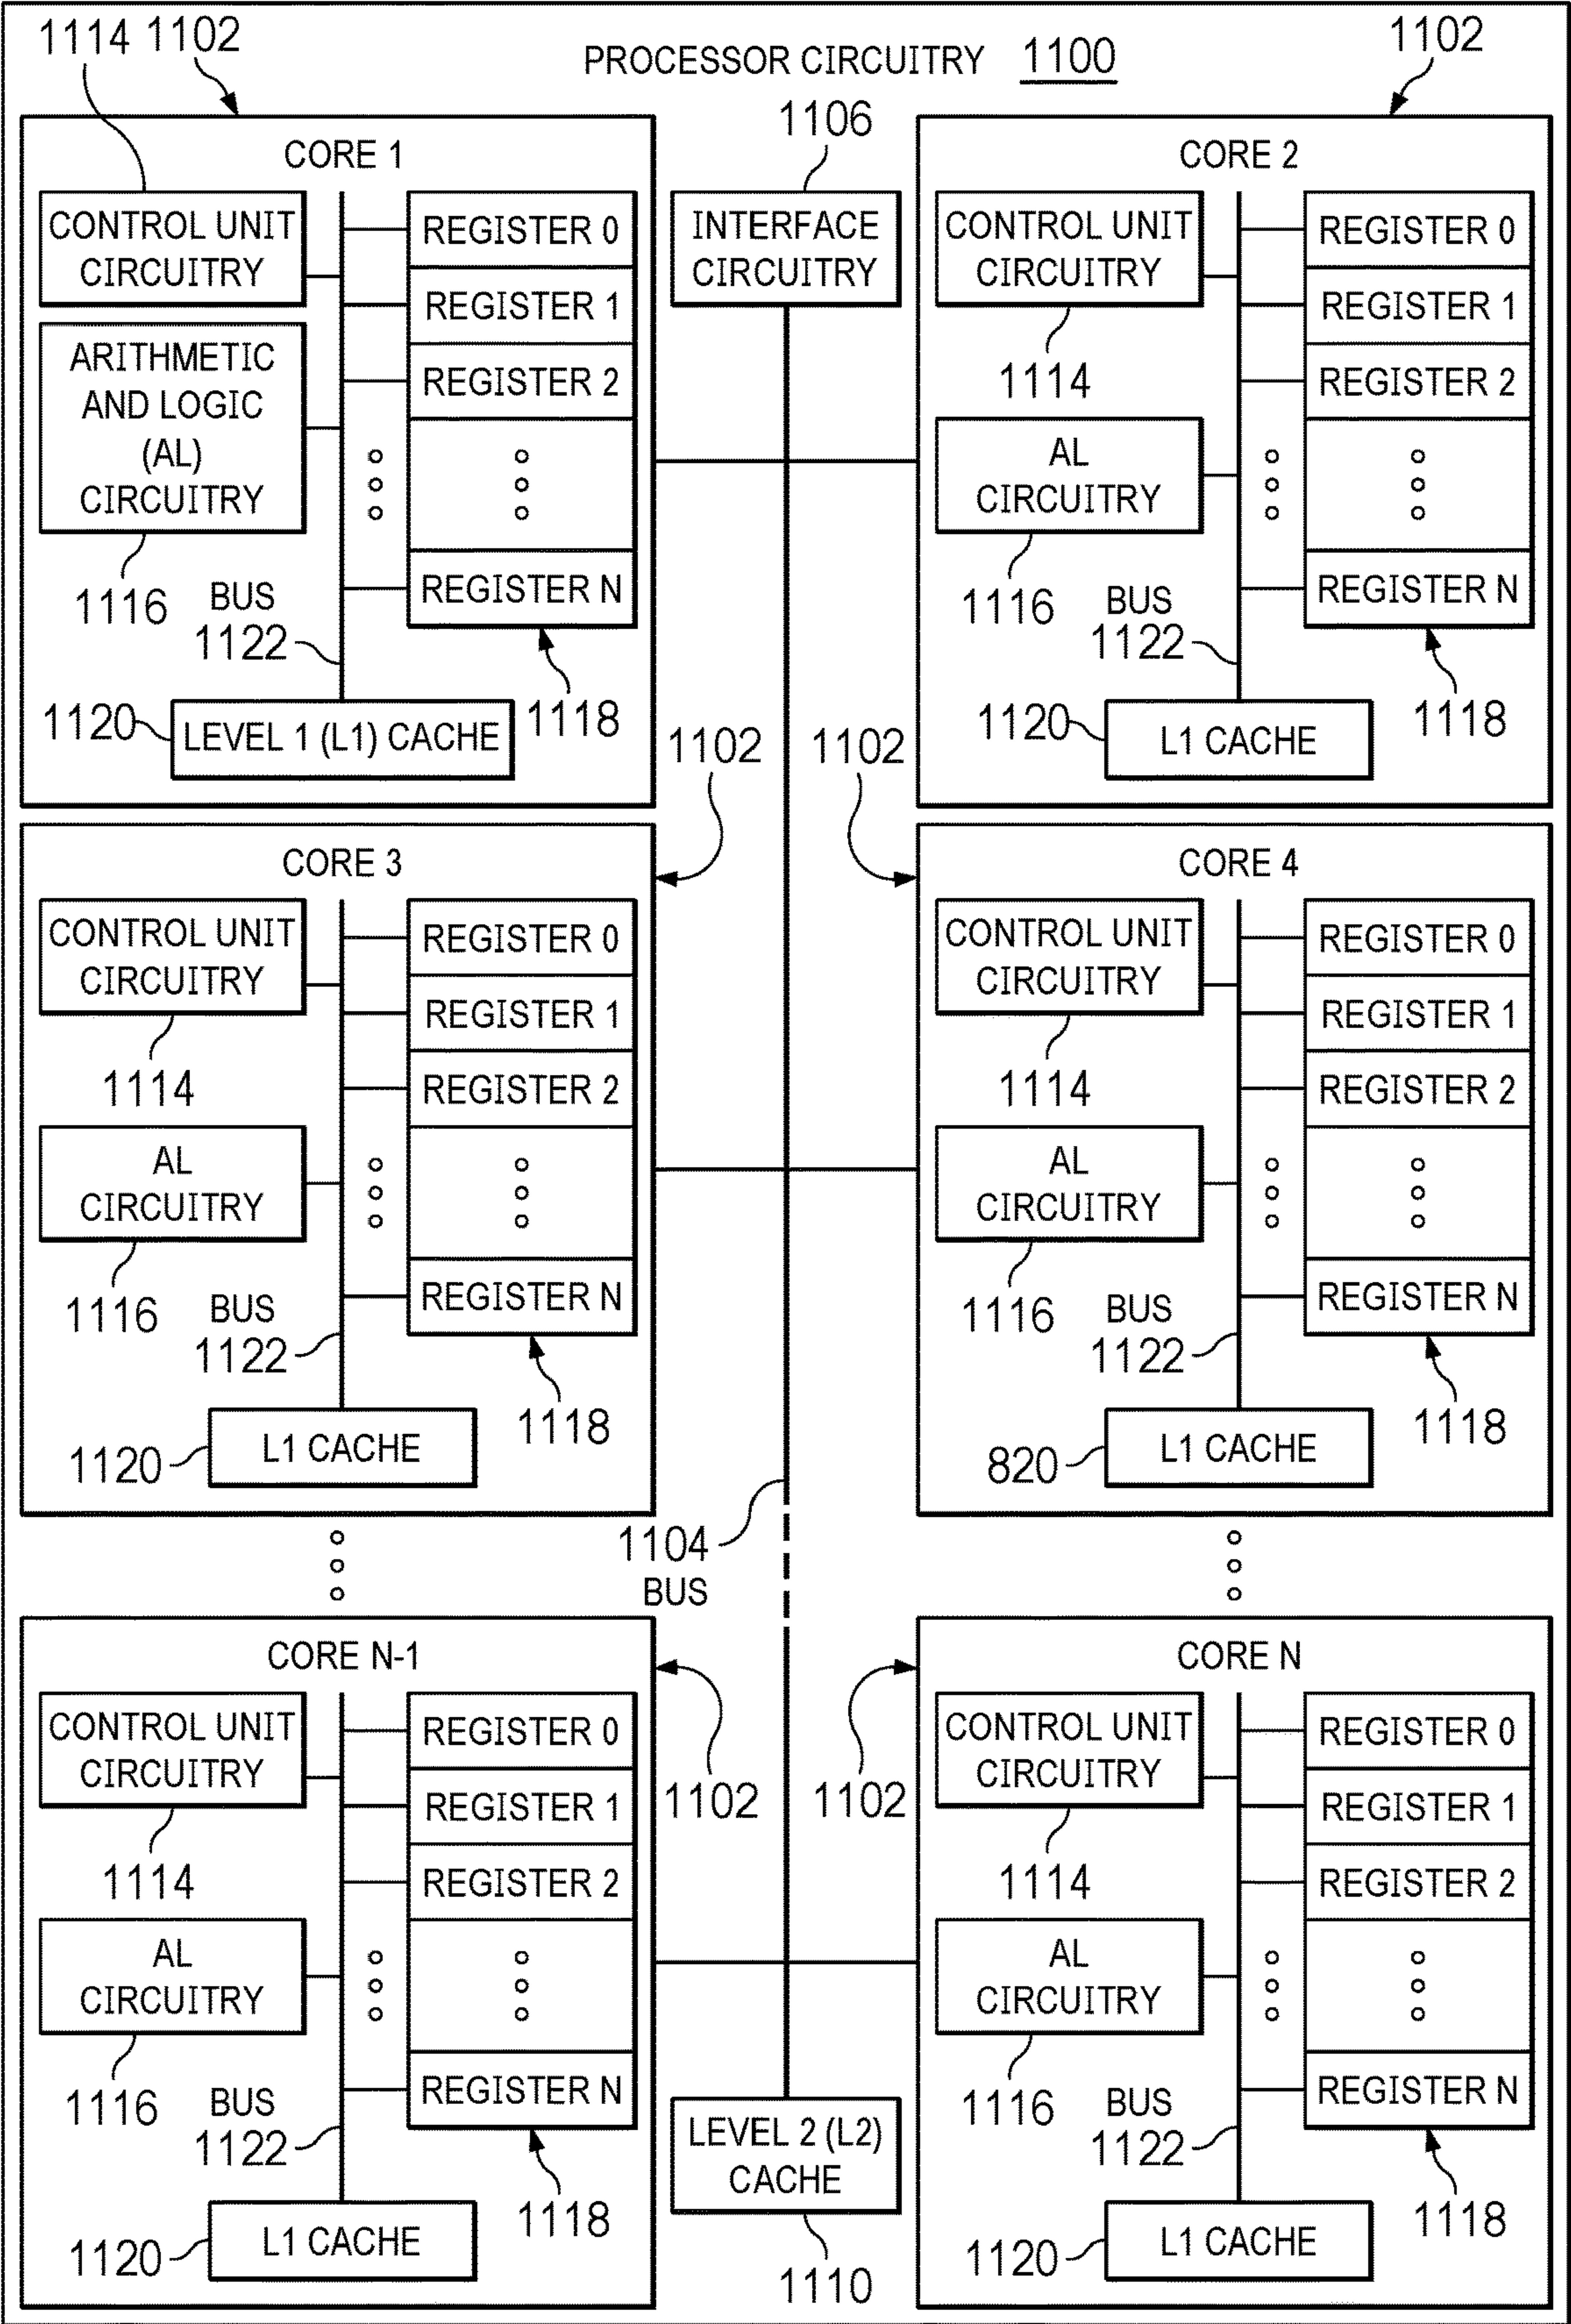 1114
1102
PROCESSOR CIRCUITRY 1100
1102
CORE 1
CONTROL UNIT
CIRCUITRY
ARITHMETIC
AND LOGIC
(AL)
CIRCUITRY
1116
BUS
1122
REGISTER 0
REGISTER 1
REGISTER 2
REGISTER N
1118
1120
LEVEL 1 (L1) CACHE
1106
INTERFACE
CIRCUITRY
CORE 2
CONTROL UNIT
CIRCUITRY
1114
AL
CIRCUITRY
1116
BUS
1122
REGISTER 0
REGISTER 1
REGISTER 2
REGISTER N
1118
1120
L1 CACHE
1102
1102
CORE 3
CONTROL UNIT
CIRCUITRY
1114
AL
CIRCUITRY
1116
BUS
1122
REGISTER 0
REGISTER 1
REGISTER 2
REGISTER N
1118
1120
L1 CACHE
CORE 4
CONTROL UNIT
CIRCUITRY
1114
AL
CIRCUITRY
1116
BUS
1122
REGISTER 0
REGISTER 1
REGISTER 2
REGISTER N
1118
820
L1 CACHE
1104
BUS
CORE N-1
CONTROL UNIT
CIRCUITRY
1114
AL
CIRCUITRY
1116
BUS
1122
REGISTER 0
REGISTER 1
REGISTER 2
REGISTER N
1118
1120
L1 CACHE
1102
1102
LEVEL 2 (L2)
CACHE
1110
CORE N
CONTROL UNIT
CIRCUITRY
1114
AL
CIRCUITRY
1116
BUS
1122
REGISTER 0
REGISTER 1
REGISTER 2
REGISTER N
1118
1120
L1 CACHE